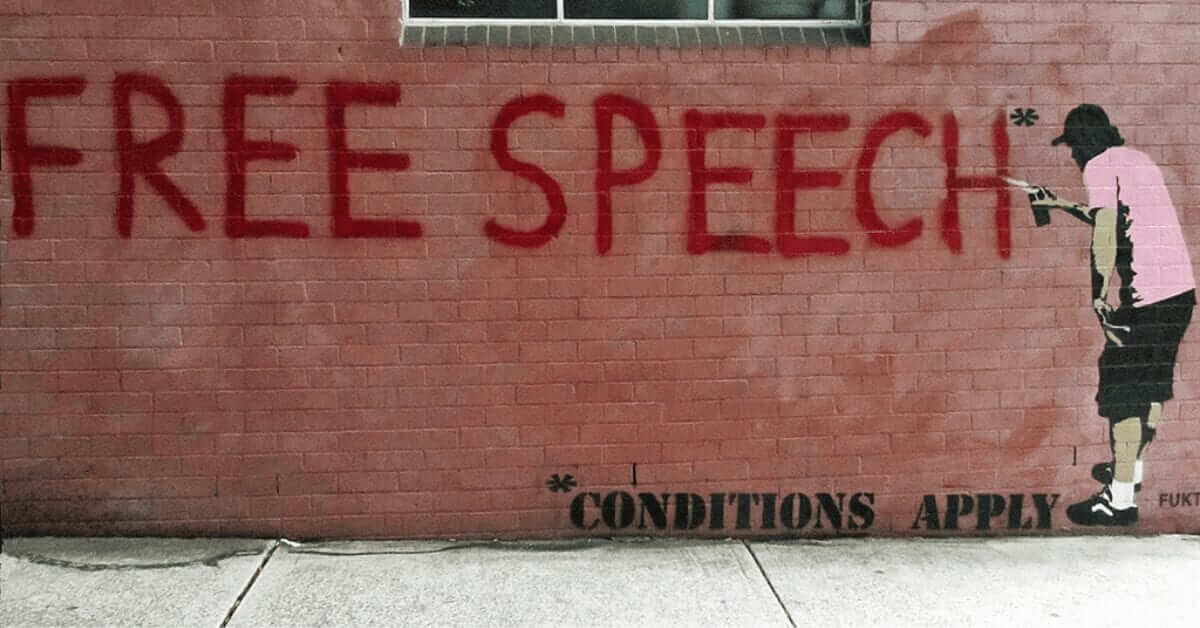 FREE SPEECH*
*CONDITIONS APPLY
FUKT